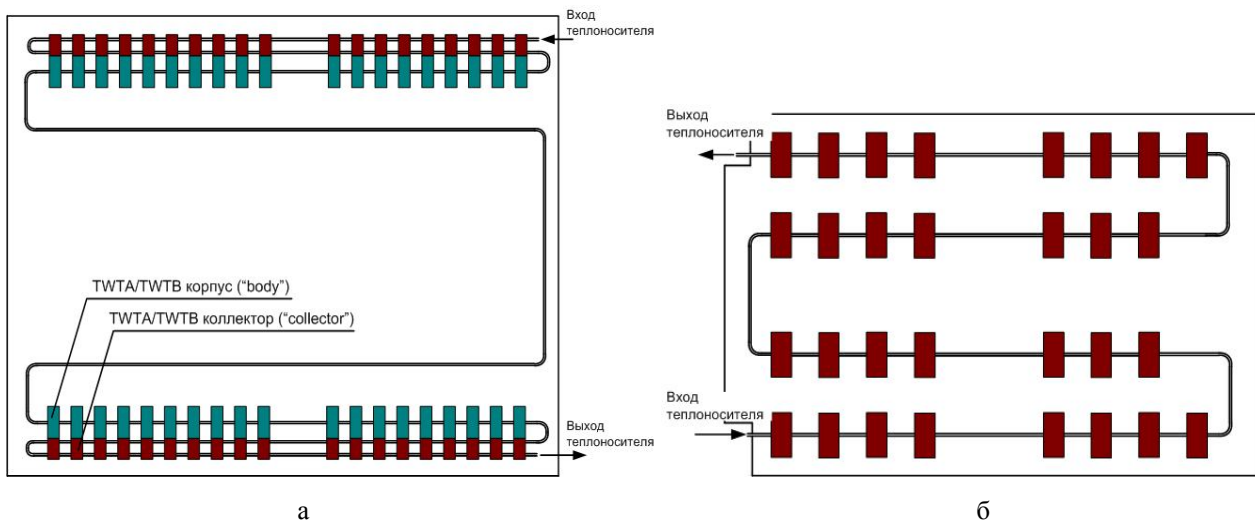 Вход
теплоносителя
TWTA/TWTB корпус (“body”)
TWTA/TWTB коллектор (“collector”)
Выход
теплоносителя
а
Выход
теплоносителя
Вход
теплоносителя
б